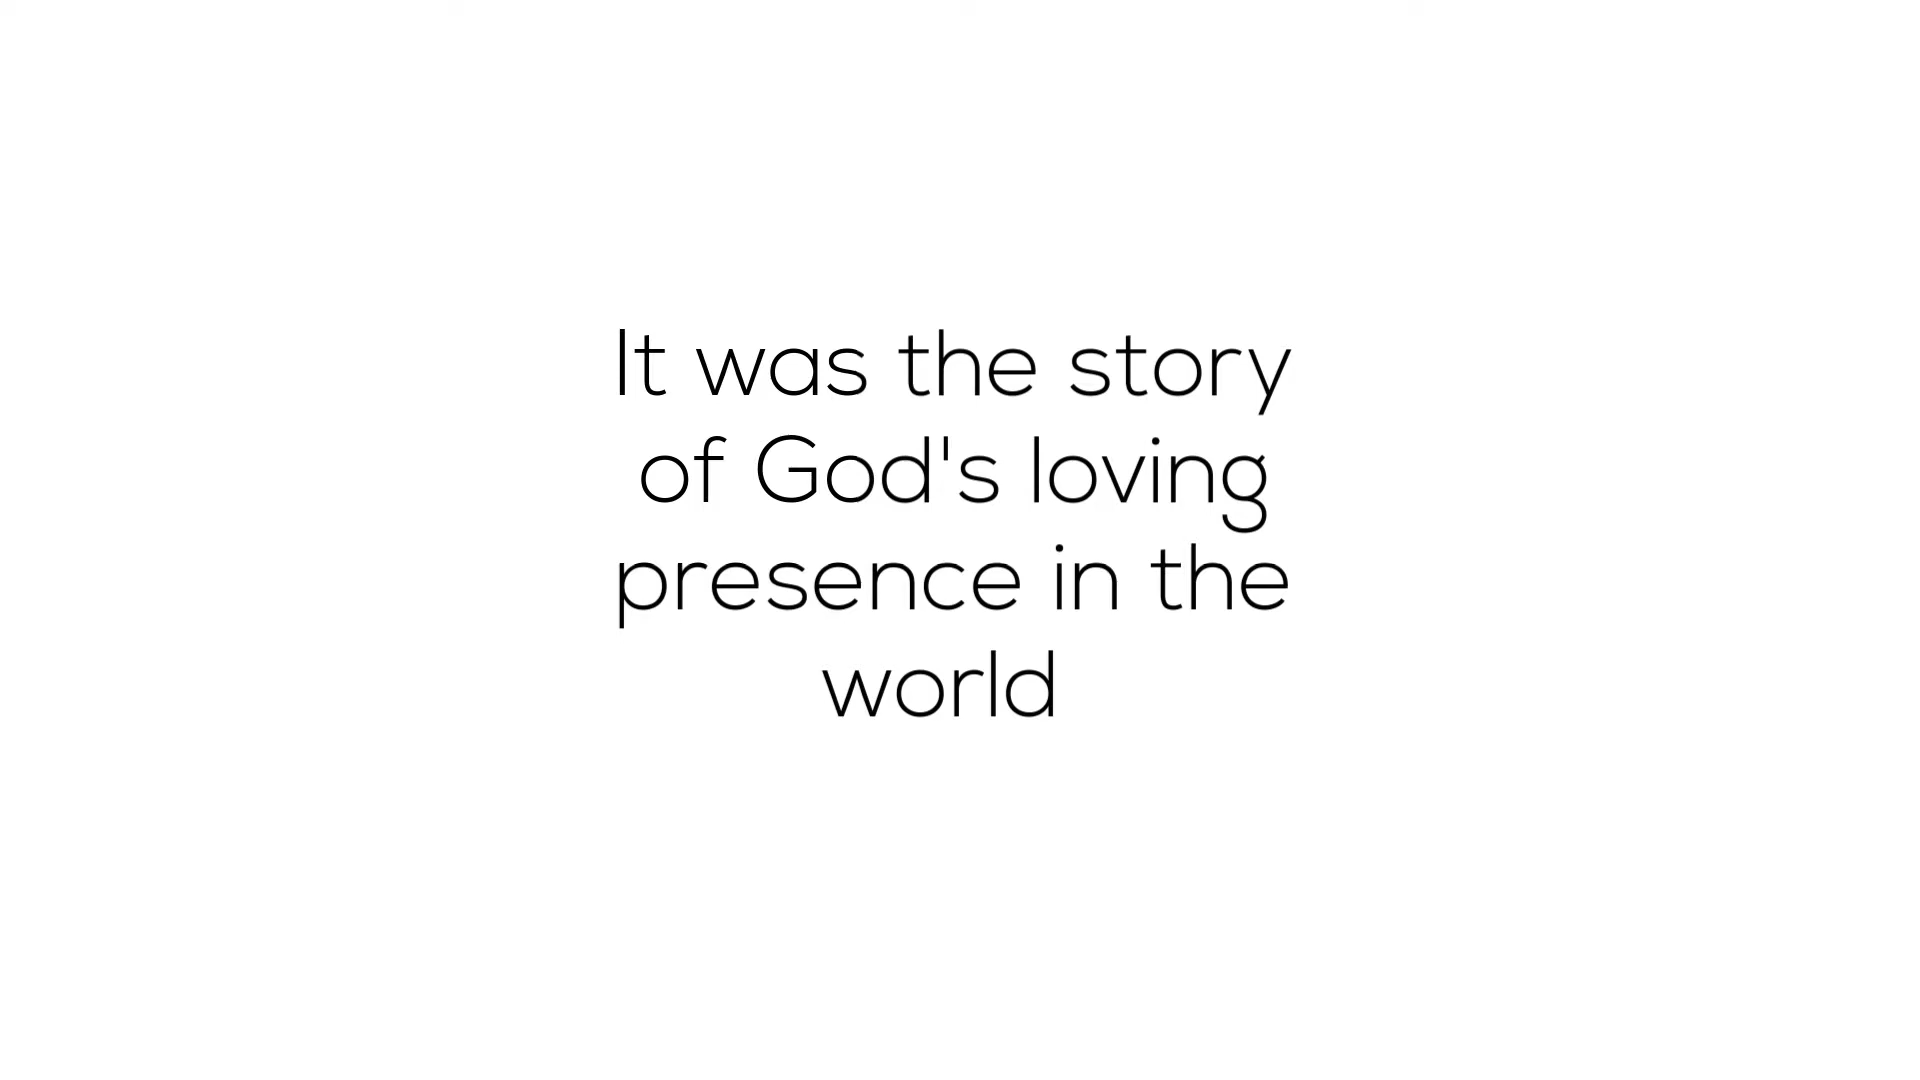 It was the story
of God's loving
presence in the
world